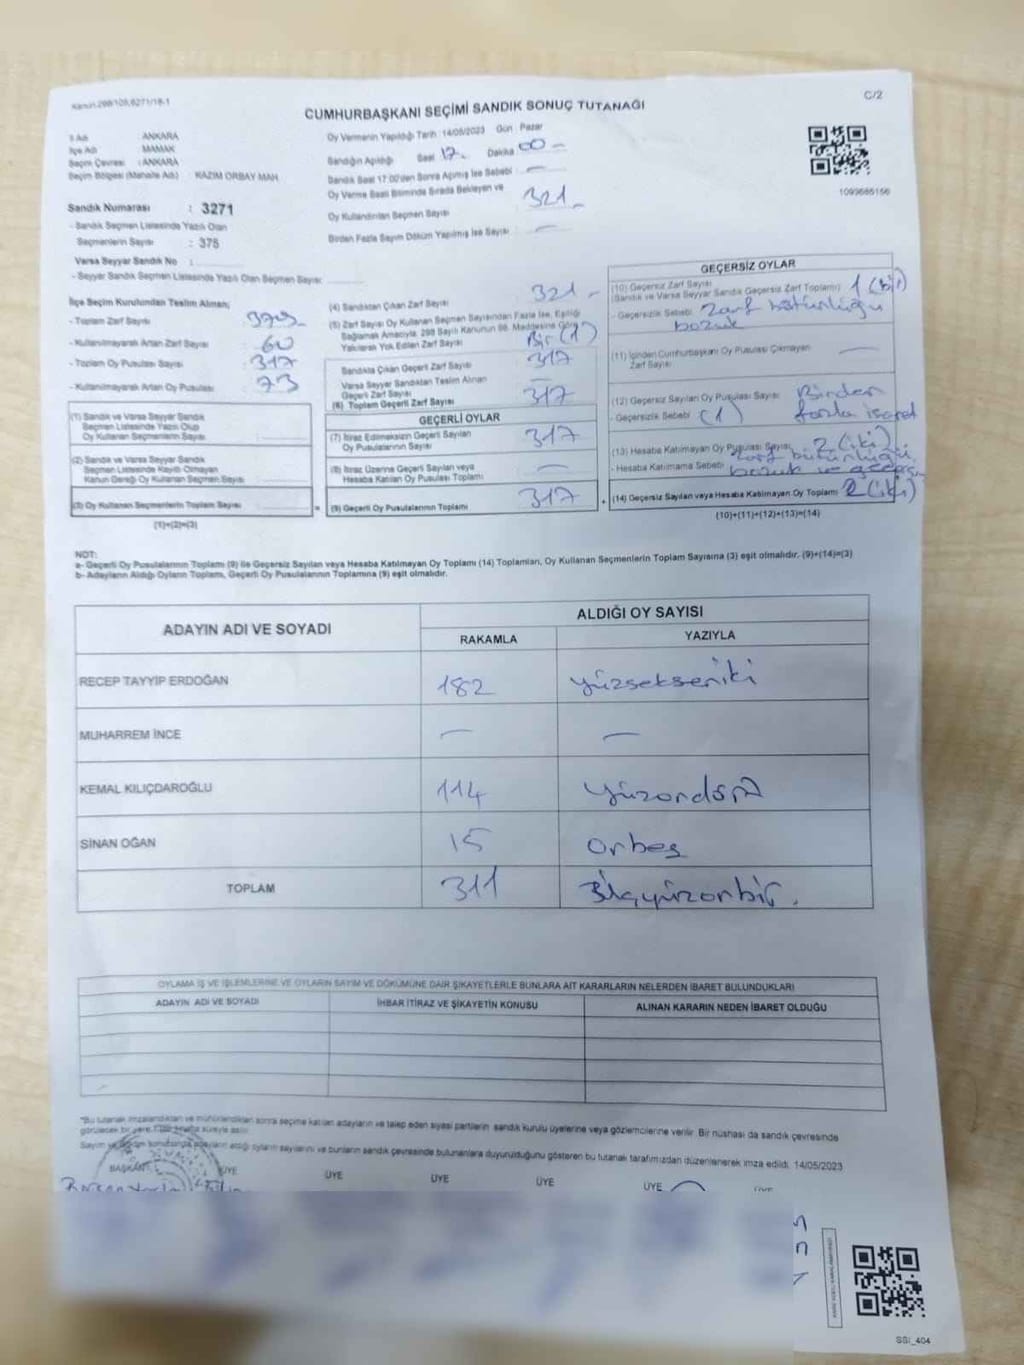 Kanun:298/105,6271/18-1
C/2
CUMHURBAŞKANI SEÇİMİ SANDIK SONUÇ TUTANAĞI
İl Adı ANKARA
İlçe Adı MAMAK
Seçim Çevresi : ANKARA
Seçim Bölgesi (Mahalle Adı) KAZIM ORBAY MAH.
Sandık Numarası : 3271
- Sandık Seçmen Listesinde Yazılı Olan
Seçmenlerin Sayısı : 375
Varsa Seyyar Sandık No :
- Seyyar Sandık Seçmen Listesinde Yazılı Olan Seçmen Sayısı:
Oy Vermenin Yapıldığı Tarih : 14/05/2023 Gün : Pazar
Sandığın Açıldığı Saat 17. Dakika 00 -
Sandık Saat 17:00'den Sonra Açımış İse Sebebi : -
Oy Verme Saati Bitiminde Sırada Bekleyen ve
Oy Kullandırılan Seçmen Sayısı 321 -
Birden Fazla Sayım Döküm Yapılmış İse Sayısı : -
1099686156
İlçe Seçim Kurulundan Teslim Alınan;
- Toplam Zarf Sayısı
- Kullanılmayarak Artan Zarf Sayısı : 60
- Toplam Oy Pusulası Sayısı : 317
- Kullanılmayarak Artan Oy Pusulası : 73
(1) Sandık ve Varsa Seyyar Sandık
Seçmen Listesinde Yazılı Olup
Oy Kullanan Seçmenlerin Sayısı :
(2) Sandık ve Varsa Seyyar Sandık
Seçmen Listesinde Kayıtlı Olmayan
Kanun Gereği Oy Kullanan Seçmen Sayısı :
(3) Oy Kullanan Seçmenlerin Toplam Sayısı :
(1)+(2)=(3)
(4) Sandıktan Çıkan Zarf Sayısı 321 -
(5) Zarf Sayısı Oy Kullanan Seçmen Sayısından Fazla İse, Eşitliği
Sağlamak Amacıyla, 298 Sayılı Kanunun 98. Maddesine Göre
Yakılarak Yok Edilen Zarf Sayısı Bir (1)
Sandıkta Çıkan Geçerli Zarf Sayısı 317
Varsa Seyyar Sandıktan Teslim Alınan
Geçerli Zarf Sayısı -
(6) Toplam Geçerli Zarf Sayısı 317
GEÇERLİ OYLAR
(7) İtiraz Edilmeksizin Geçerli Sayılan
Oy Pusulalarının Sayısı 317
(8) İtiraz Üzerine Geçerli Sayılan veya
Hesaba Katılan Oy Pusulası Toplamı -
(9) Geçerli Oy Pusulalarının Toplamı 317
GEÇERSİZ OYLAR
(10) Geçersiz Zarf Sayısı 1 (bir)
(Sandık ve Varsa Seyyar Sandık Geçersiz Zarf Toplamı)
- Geçersizlik Sebebi : zarf bütünlüğü
bozuk
(11) İçinden Cumhurbaşkanı Oy Pusulası Çıkmayan
Zarf Sayısı -
(12) Geçersiz Sayılan Oy Pusulası Sayısı : Birden
- Geçersizlik Sebebi : (1) fazla işaret
(13) Hesaba Katılmayan Oy Pusulası Sayısı : 2 (iki)
zarf bütünlüğü
- Hesaba Katılmama Sebebi : bozuk ve
(14) Geçersiz Sayılan veya Hesaba Katılmayan Oy Toplamı 2 (iki)
(10)+(11)+(12)+(13)=(14)
NOT:
a- Geçerli Oy Pusulalarının Toplamı (9) ile Geçersiz Sayılan veya Hesaba Katılmayan Oy Toplamı (14) Toplamları, Oy Kullanan Seçmenlerin Toplam Sayısına (3) eşit olmalıdır. (9)+(14)=(3)
b- Adayların Aldığı Oyların Toplamı, Geçerli Oy Pusulalarının Toplamına (9) eşit olmalıdır.
ADAYIN ADI VE SOYADI
ALDIĞI OY SAYISI
RAKAMLA YAZIYLA
RECEP TAYYİP ERDOĞAN 182 yüzsekseniki
MUHARREM İNCE - -
KEMAL KILIÇDAROĞLU 114 yüzondört
SİNAN OĞAN 15 onbeş
TOPLAM 311 üçyüzonbir.
OYLAMA İŞ VE İŞLEMLERİNE VE OYLARIN SAYIM VE DÖKÜMÜNE DAİR ŞİKAYETLERLE BUNLARA AİT KARARLARIN NELERDEN İBARET BULUNDUKLARI
ADAYIN ADI VE SOYADI İHBAR İTİRAZ VE ŞİKAYETİN KONUSU ALINAN KARARIN NEDEN İBARET OLDUĞU
*Bu tutanak imzalandıktan ve mühürlendikten sonra seçime katılan adayların ve talep eden siyasi partilerin sandık kurulu üyelerine veya gözlemcilerine verilir. Bir nüshası da sandık çevresinde
görülecek bir yere asılır.
Sayım ve döküm sonucunda adayların aldığı oyların sayılarını ve bunların sandık çevresinde bulunanlara duyurulduğunu gösteren bu tutanak tarafımızdan düzenlenerek imza edildi. 14/05/2023
BAŞKAN ÜYE ÜYE ÜYE ÜYE ÜYE ÜYE
SSI_404